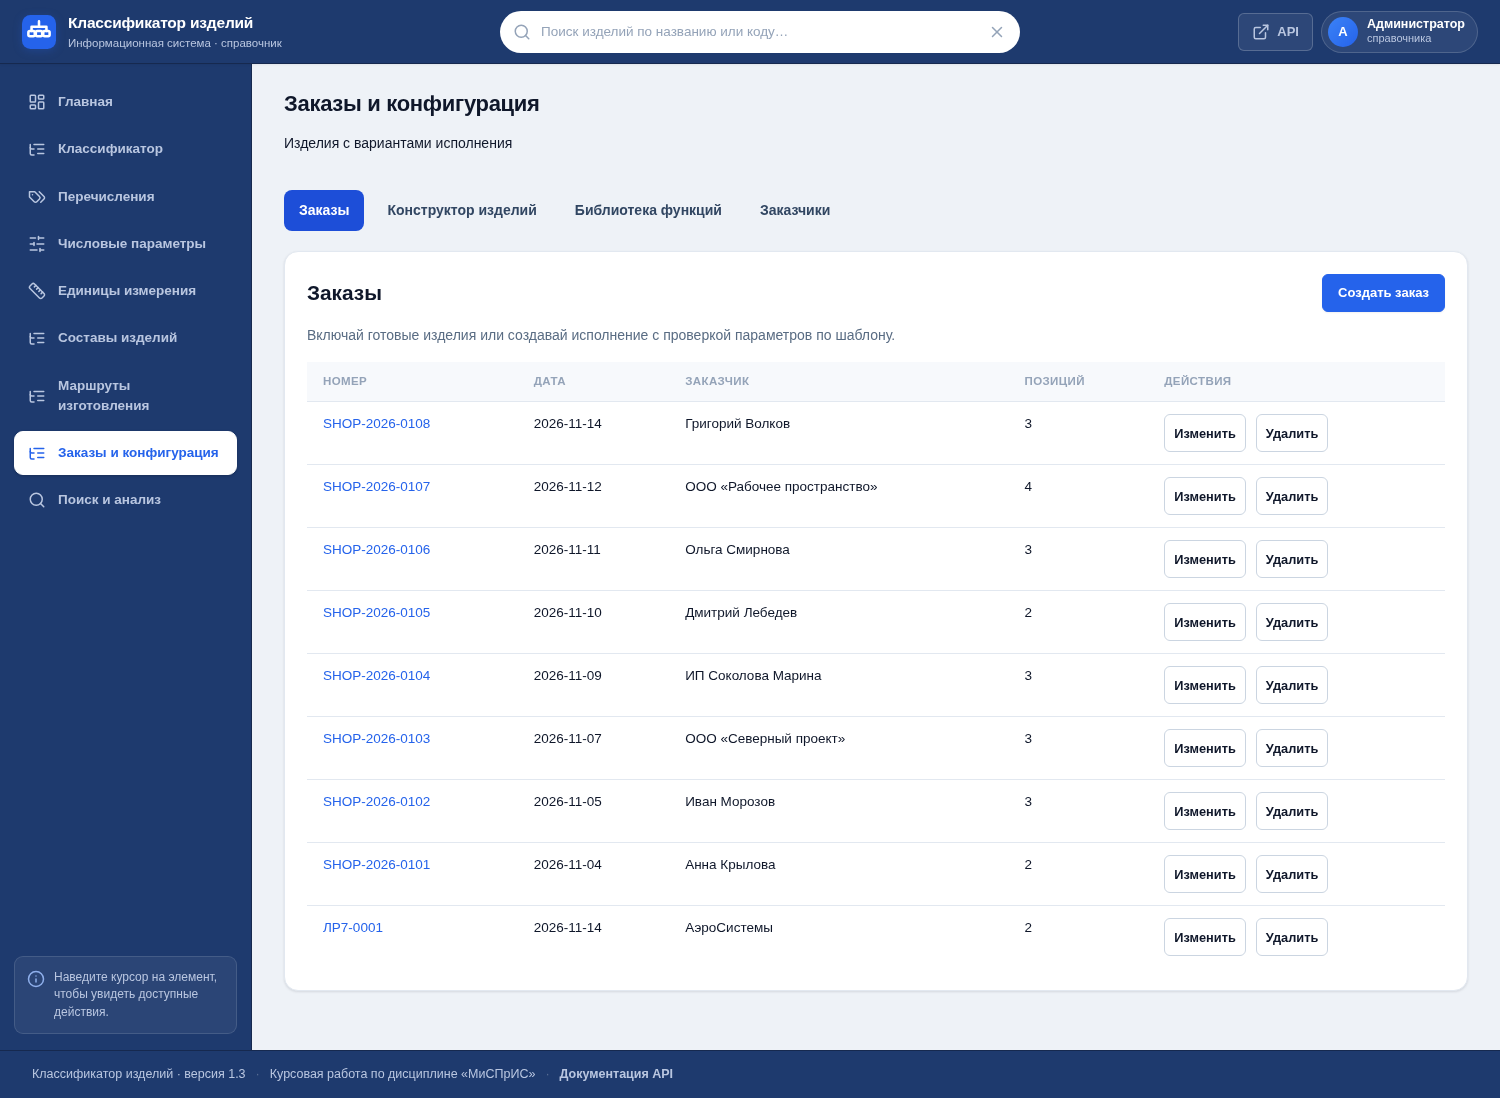 Классификатор изделий
Информационная система · справочник
Поиск изделий по названию или коду…
API
А
Администратор
справочника
Главная
Классификатор
Перечисления
Числовые параметры
Единицы измерения
Составы изделий
Маршруты
изготовления
Заказы и конфигурация
Поиск и анализ
Наведите курсор на элемент,
чтобы увидеть доступные
действия.
Заказы и конфигурация
Изделия с вариантами исполнения
Заказы Конструктор изделий Библиотека функций Заказчики
Заказы
Создать заказ
Включай готовые изделия или создавай исполнение с проверкой параметров по шаблону.
НОМЕР ДАТА ЗАКАЗЧИК ПОЗИЦИЙ ДЕЙСТВИЯ
SHOP-2026-0108 2026-11-14 Григорий Волков 3 Изменить Удалить
SHOP-2026-0107 2026-11-12 ООО «Рабочее пространство» 4 Изменить Удалить
SHOP-2026-0106 2026-11-11 Ольга Смирнова 3 Изменить Удалить
SHOP-2026-0105 2026-11-10 Дмитрий Лебедев 2 Изменить Удалить
SHOP-2026-0104 2026-11-09 ИП Соколова Марина 3 Изменить Удалить
SHOP-2026-0103 2026-11-07 ООО «Северный проект» 3 Изменить Удалить
SHOP-2026-0102 2026-11-05 Иван Морозов 3 Изменить Удалить
SHOP-2026-0101 2026-11-04 Анна Крылова 2 Изменить Удалить
ЛР7-0001 2026-11-14 АэроСистемы 2 Изменить Удалить
Классификатор изделий · версия 1.3 · Курсовая работа по дисциплине «МиСПрИС» · Документация API